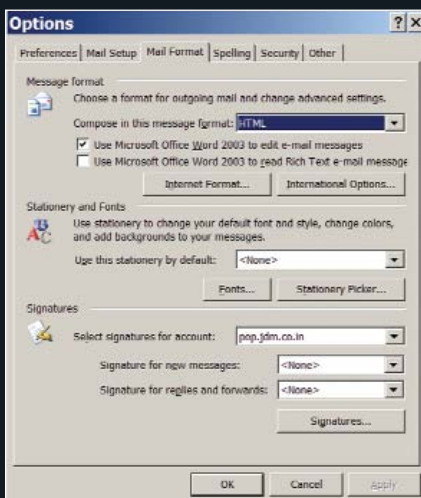 Options
Preferences Mail Setup Mail Format Spelling Security Other
Message format
Choose a format for outgoing mail and change advanced settings.
Compose in this message format: HTML
Use Microsoft Office Word 2003 to edit e-mail messages
Use Microsoft Office Word 2003 to read Rich Text e-mail message
Internet Format... International Options...
Stationery and Fonts
Use stationery to change your default font and style, change colors,
and add backgrounds to your messages.
Use this stationery by default: <None>
Fonts... Stationery Picker...
Signatures
Select signatures for account: pop.jdm.co.in
Signature for new messages: <None>
Signature for replies and forwards: <None>
Signatures...
OK Cancel Apply